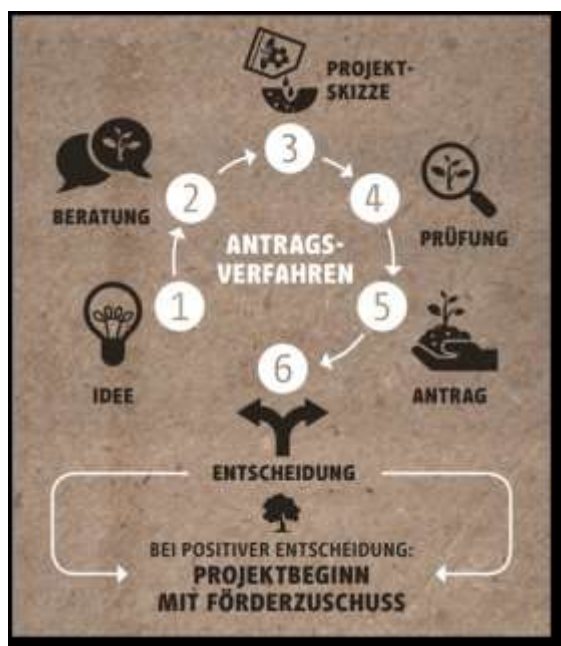 ANTRAGS-
VERFAHREN
1
IDEE
2
BERATUNG
3
PROJEKT-
SKIZZE
4
PRÜFUNG
5
ANTRAG
6
ENTSCHEIDUNG
BEI POSITIVER ENTSCHEIDUNG:
PROJEKTBEGINN
MIT FÖRDERZUSCHUSS